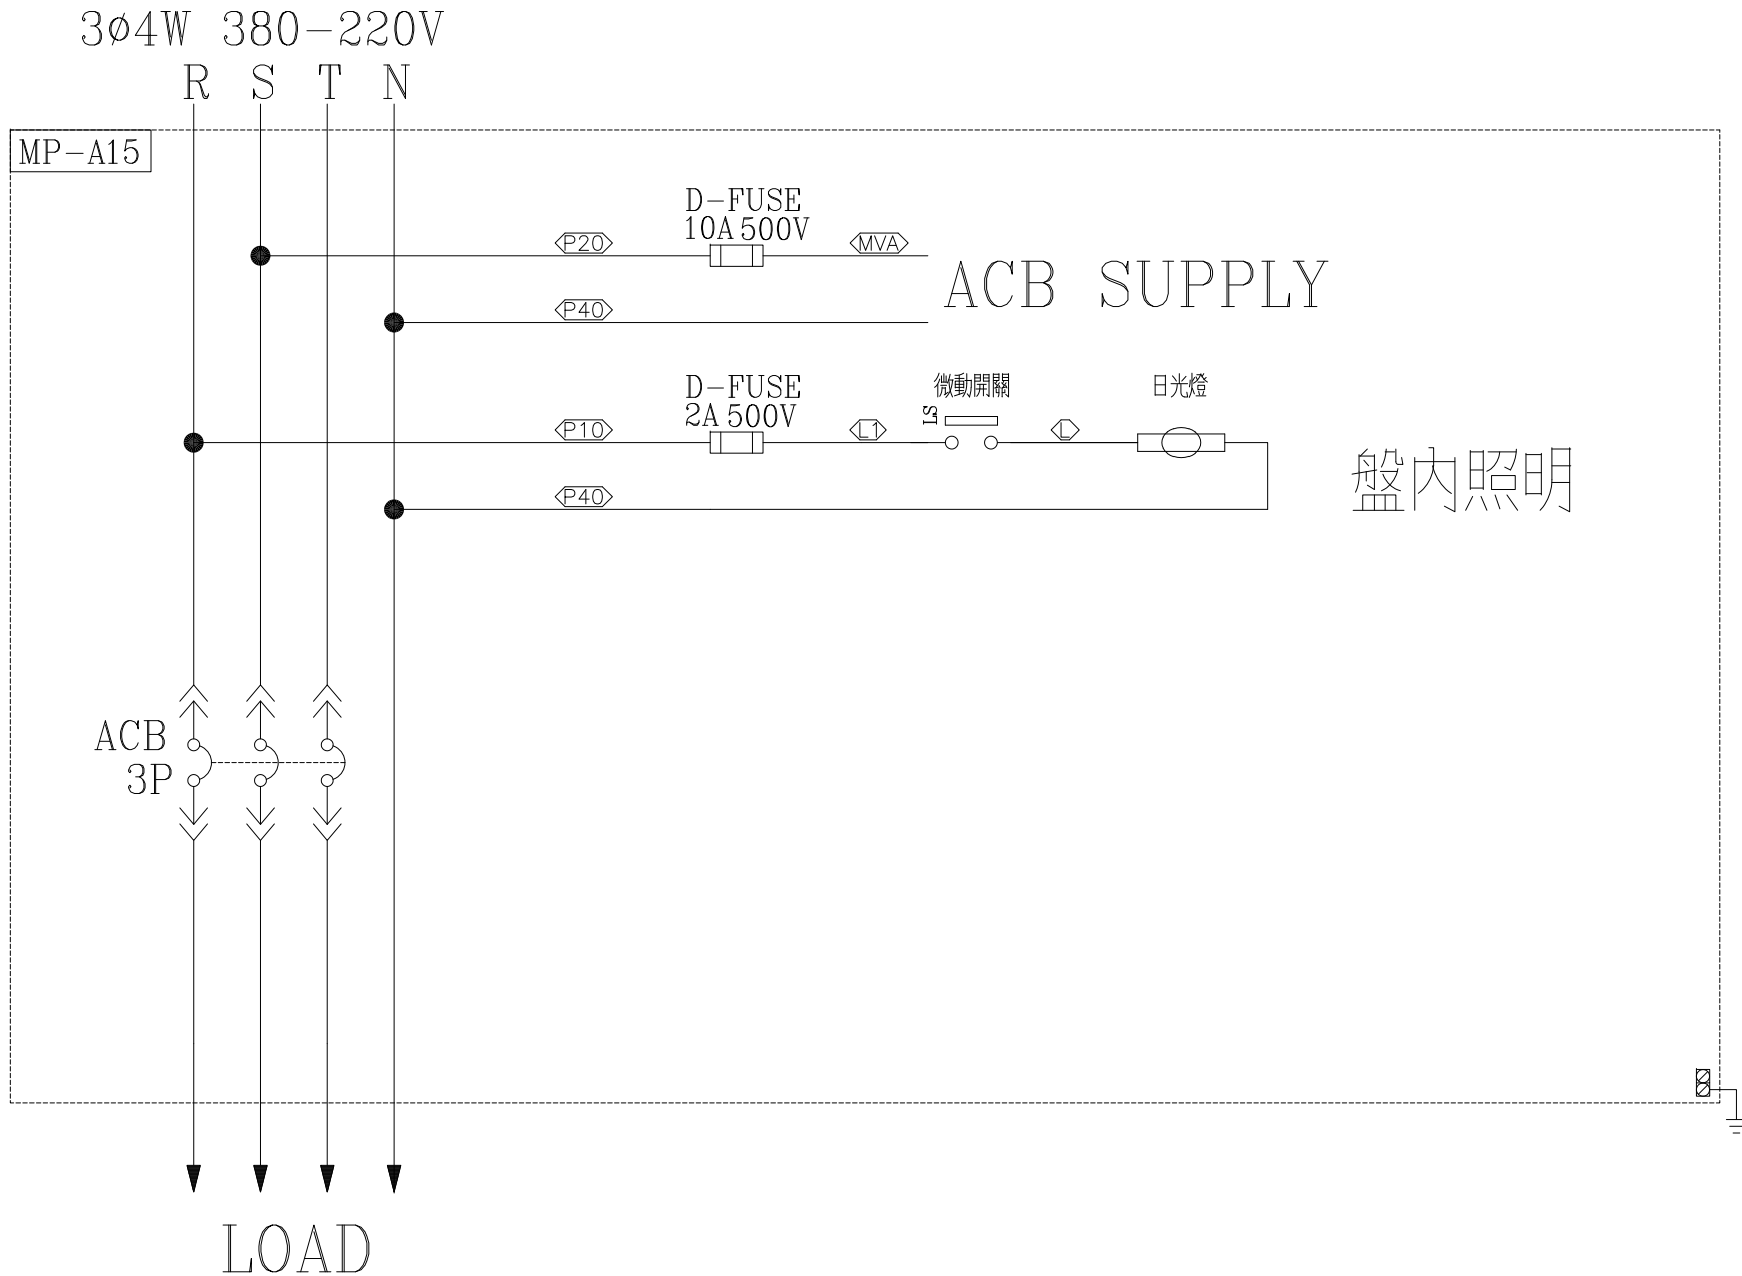 3ø4W 380-220V
R S T N
MP-A15
D-FUSE
10A 500V
P20
MVA
ACB SUPPLY
P40
D-FUSE
2A 500V
微動開關
日光燈
LS
P10
L1
L
盤內照明
P40
ACB
3P
LOAD